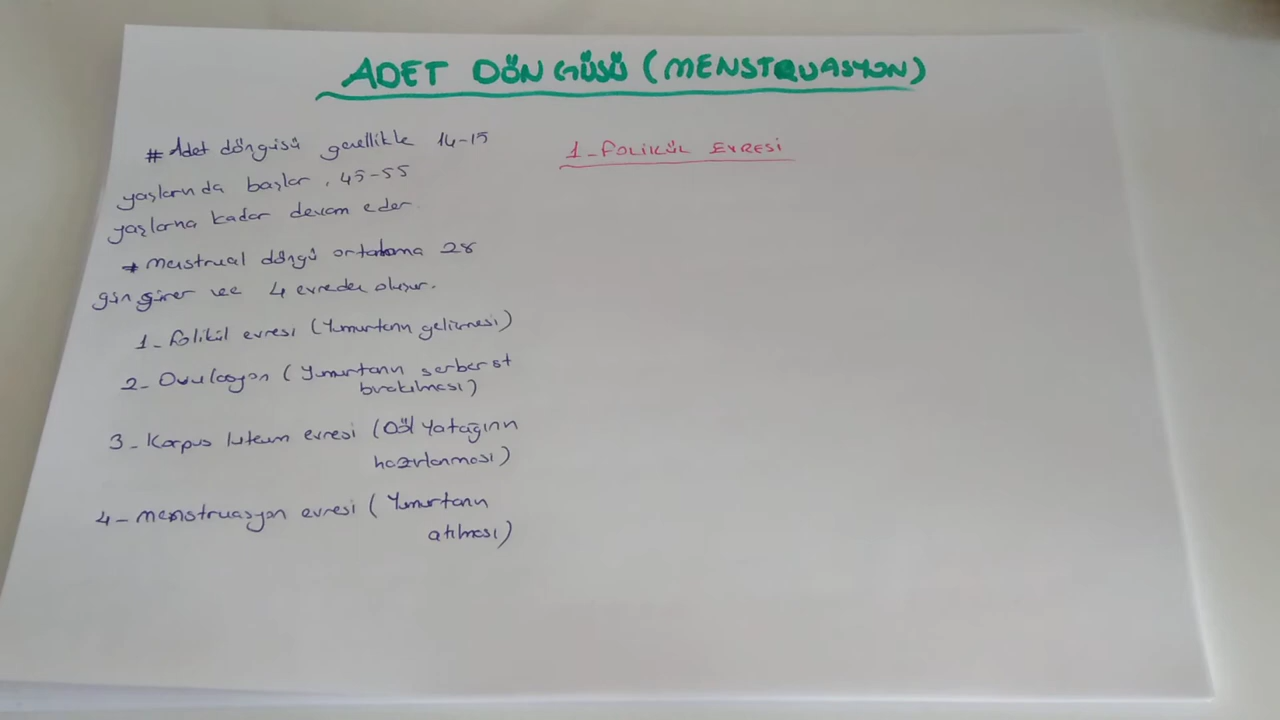 ADET DÖNGÜSÜ (MENSTRUASYON)
# Adet döngüsü genellikle 14-15
yaşlarında başlar, 45-55
yaşlarına kadar devam eder.
* menstrual döngü ortalama 28
gün sürer ve 4 evreden oluşur.
1- folikül evresi (Yumurtanın gelişmesi)
2- Ovulasyon (Yumurtanın serbest
bırakılması)
3- Korpus luteum evresi (Döl Yatağının
hazırlanması)
4- menstruasyon evresi (Yumurtanın
atılması)
1- FOLİKÜL EVRESİ